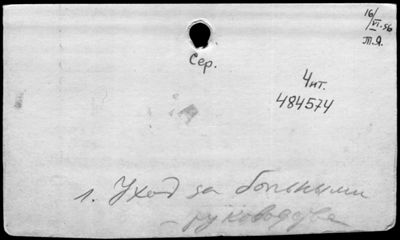 16/VI-56
т.Я.
Сер.
Чит.
484574
1. Уход за больными
– руководства